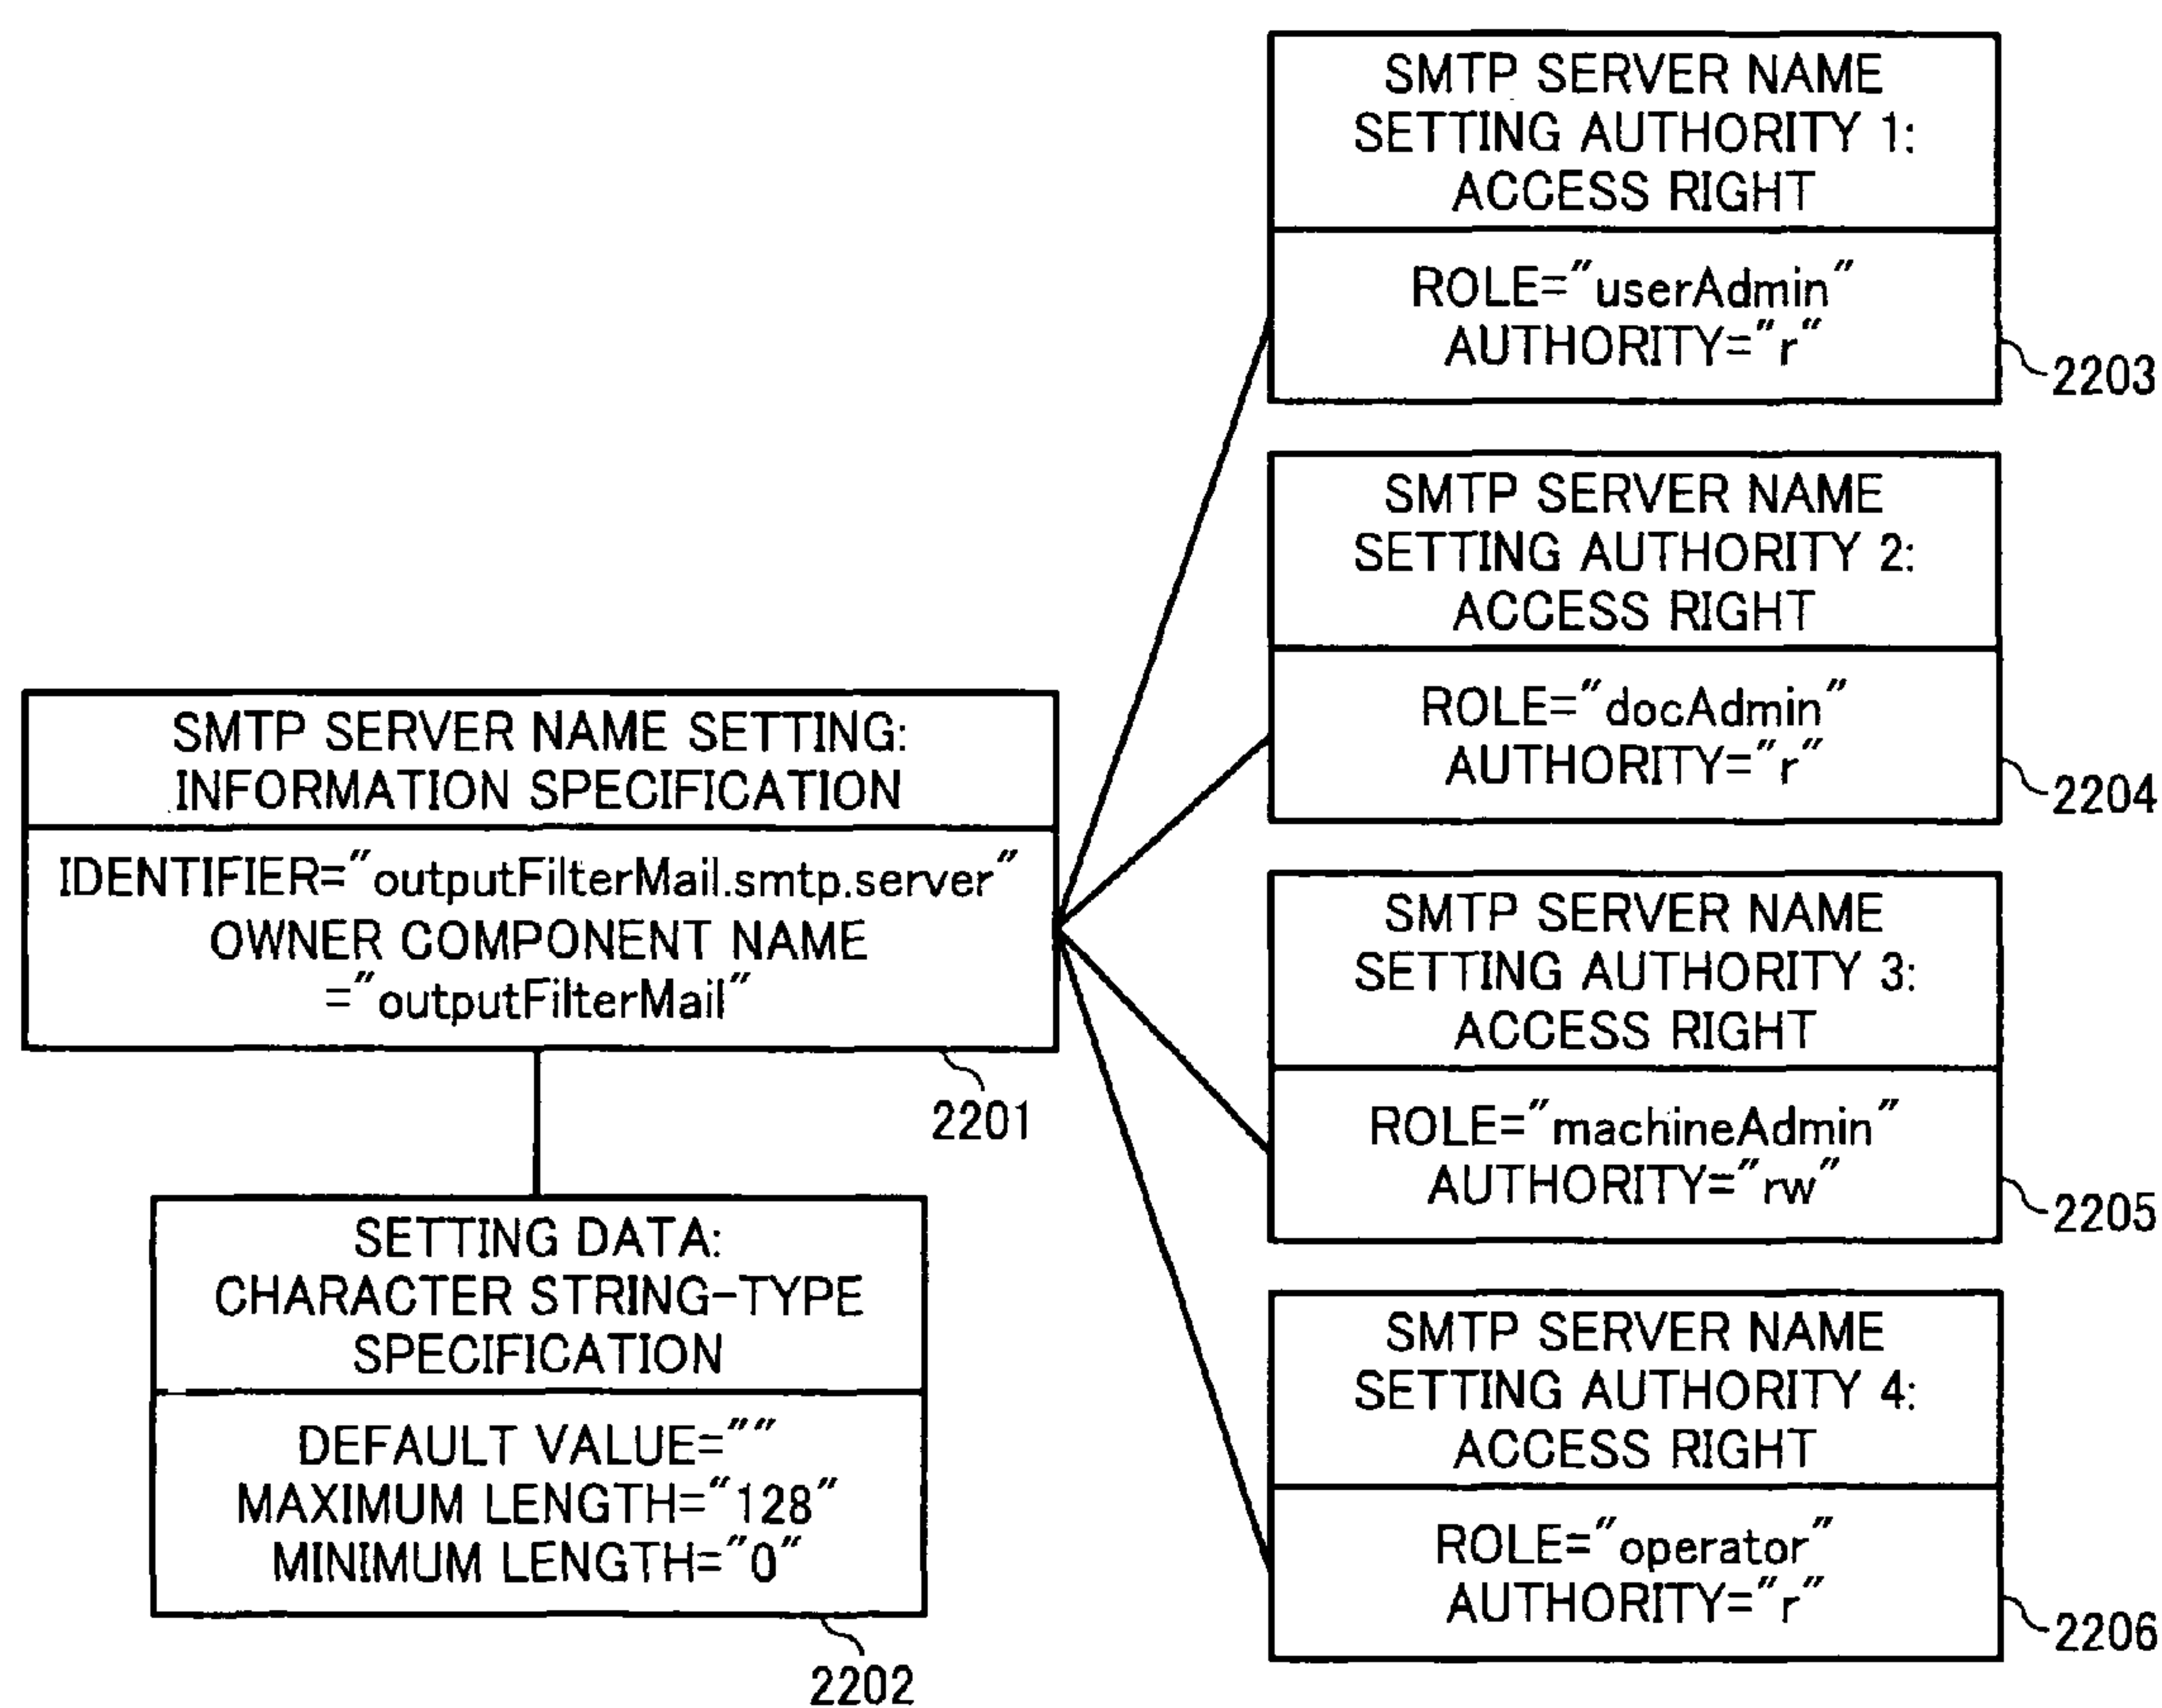 SMTP SERVER NAME
SETTING AUTHORITY 1:
ACCESS RIGHT
ROLE="userAdmin"
AUTHORITY="r"
2203
SMTP SERVER NAME
SETTING AUTHORITY 2:
ACCESS RIGHT
ROLE="docAdmin"
AUTHORITY="r"
2204
SMTP SERVER NAME SETTING:
INFORMATION SPECIFICATION
IDENTIFIER="outputFilterMail.smtp.server"
OWNER COMPONENT NAME
="outputFilterMail"
2201
SMTP SERVER NAME
SETTING AUTHORITY 3:
ACCESS RIGHT
ROLE="machineAdmin"
AUTHORITY="rw"
2205
SETTING DATA:
CHARACTER STRING-TYPE
SPECIFICATION
DEFAULT VALUE=""
MAXIMUM LENGTH="128"
MINIMUM LENGTH="0"
2202
SMTP SERVER NAME
SETTING AUTHORITY 4:
ACCESS RIGHT
ROLE="operator"
AUTHORITY="r"
2206